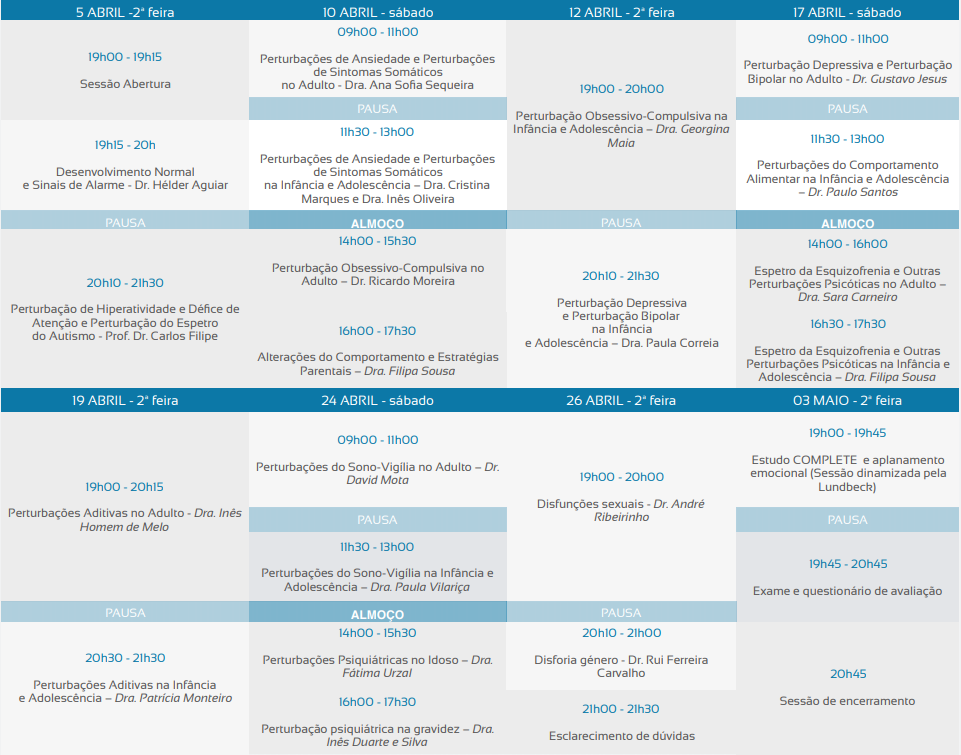 5 ABRIL -2ª feira
19h00 - 19h15
Sessão Abertura
19h15 - 20h
Desenvolvimento Normal
e Sinais de Alarme - Dr. Hélder Aguiar
PAUSA
20h10 - 21h30
Perturbação de Hiperatividade e Défice de
Atenção e Perturbação do Espetro
do Autismo - Prof. Dr. Carlos Filipe
10 ABRIL - sábado
09h00 - 11h00
Perturbações de Ansiedade e Perturbações
de Sintomas Somáticos
no Adulto - Dra. Ana Sofia Sequeira
PAUSA
11h30 - 13h00
Perturbações de Ansiedade e Perturbações
de Sintomas Somáticos
na Infância e Adolescência – Dra. Cristina
Marques e Dra. Inês Oliveira
ALMOÇO
14h00 - 15h30
Perturbação Obsessivo-Compulsiva no
Adulto – Dr. Ricardo Moreira
16h00 - 17h30
Alterações do Comportamento e Estratégias
Parentais – Dra. Filipa Sousa
12 ABRIL - 2ª feira
19h00 - 20h00
Perturbação Obsessivo-Compulsiva na
Infância e Adolescência – Dra. Georgina
Maia
PAUSA
20h10 - 21h30
Perturbação Depressiva
e Perturbação Bipolar
na Infância
e Adolescência – Dra. Paula Correia
17 ABRIL - sábado
09h00 - 11h00
Perturbação Depressiva e Perturbação
Bipolar no Adulto - Dr. Gustavo Jesus
PAUSA
11h30 - 13h00
Perturbações do Comportamento
Alimentar na Infância e Adolescência
– Dr. Paulo Santos
ALMOÇO
14h00 - 16h00
Espetro da Esquizofrenia e Outras
Perturbações Psicóticas no Adulto –
Dra. Sara Carneiro
16h30 - 17h30
Espetro da Esquizofrenia e Outras
Perturbações Psicóticas na Infância e
Adolescência – Dra. Filipa Sousa
19 ABRIL - 2ª feira
19h00 - 20h15
Perturbações Aditivas no Adulto - Dra. Inês
Homem de Melo
PAUSA
20h30 - 21h30
Perturbações Aditivas na Infância
e Adolescência – Dra. Patrícia Monteiro
24 ABRIL - sábado
09h00 - 11h00
Perturbações do Sono-Vigília no Adulto – Dr.
David Mota
PAUSA
11h30 - 13h00
Perturbações do Sono-Vigília na Infância e
Adolescência – Dra. Paula Vilariça
ALMOÇO
14h00 - 15h30
Perturbações Psiquiátricas no Idoso – Dra.
Fátima Urzal
16h00 - 17h30
Perturbação psiquiátrica na gravidez – Dra.
Inês Duarte e Silva
26 ABRIL - 2ª feira
19h00 - 20h00
Disfunções sexuais - Dr. André
Ribeirinho
PAUSA
20h10 - 21h00
Disforia género - Dr. Rui Ferreira
Carvalho
21h00 - 21h30
Esclarecimento de dúvidas
03 MAIO - 2ª feira
19h00 - 19h45
Estudo COMPLETE e aplanamento
emocional (Sessão dinamizada pela
Lundbeck)
PAUSA
19h45 - 20h45
Exame e questionário de avaliação
20h45
Sessão de encerramento